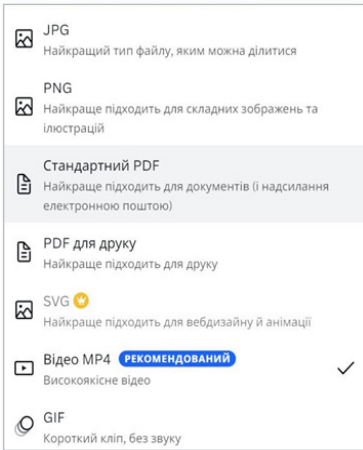 JPG
Найкращий тип файлу, яким можна ділитися
PNG
Найкраще підходить для складних зображень та
ілюстрацій
Стандартний PDF
Найкраще підходить для документів (і надсилання
електронною поштою)
PDF для друку
Найкраще підходить для друку
SVG
Найкраще підходить для вебдизайну й анімації
Відео MP4 РЕКОМЕНДОВАНИЙ
Високоякісне відео
GIF
Короткий кліп, без звуку